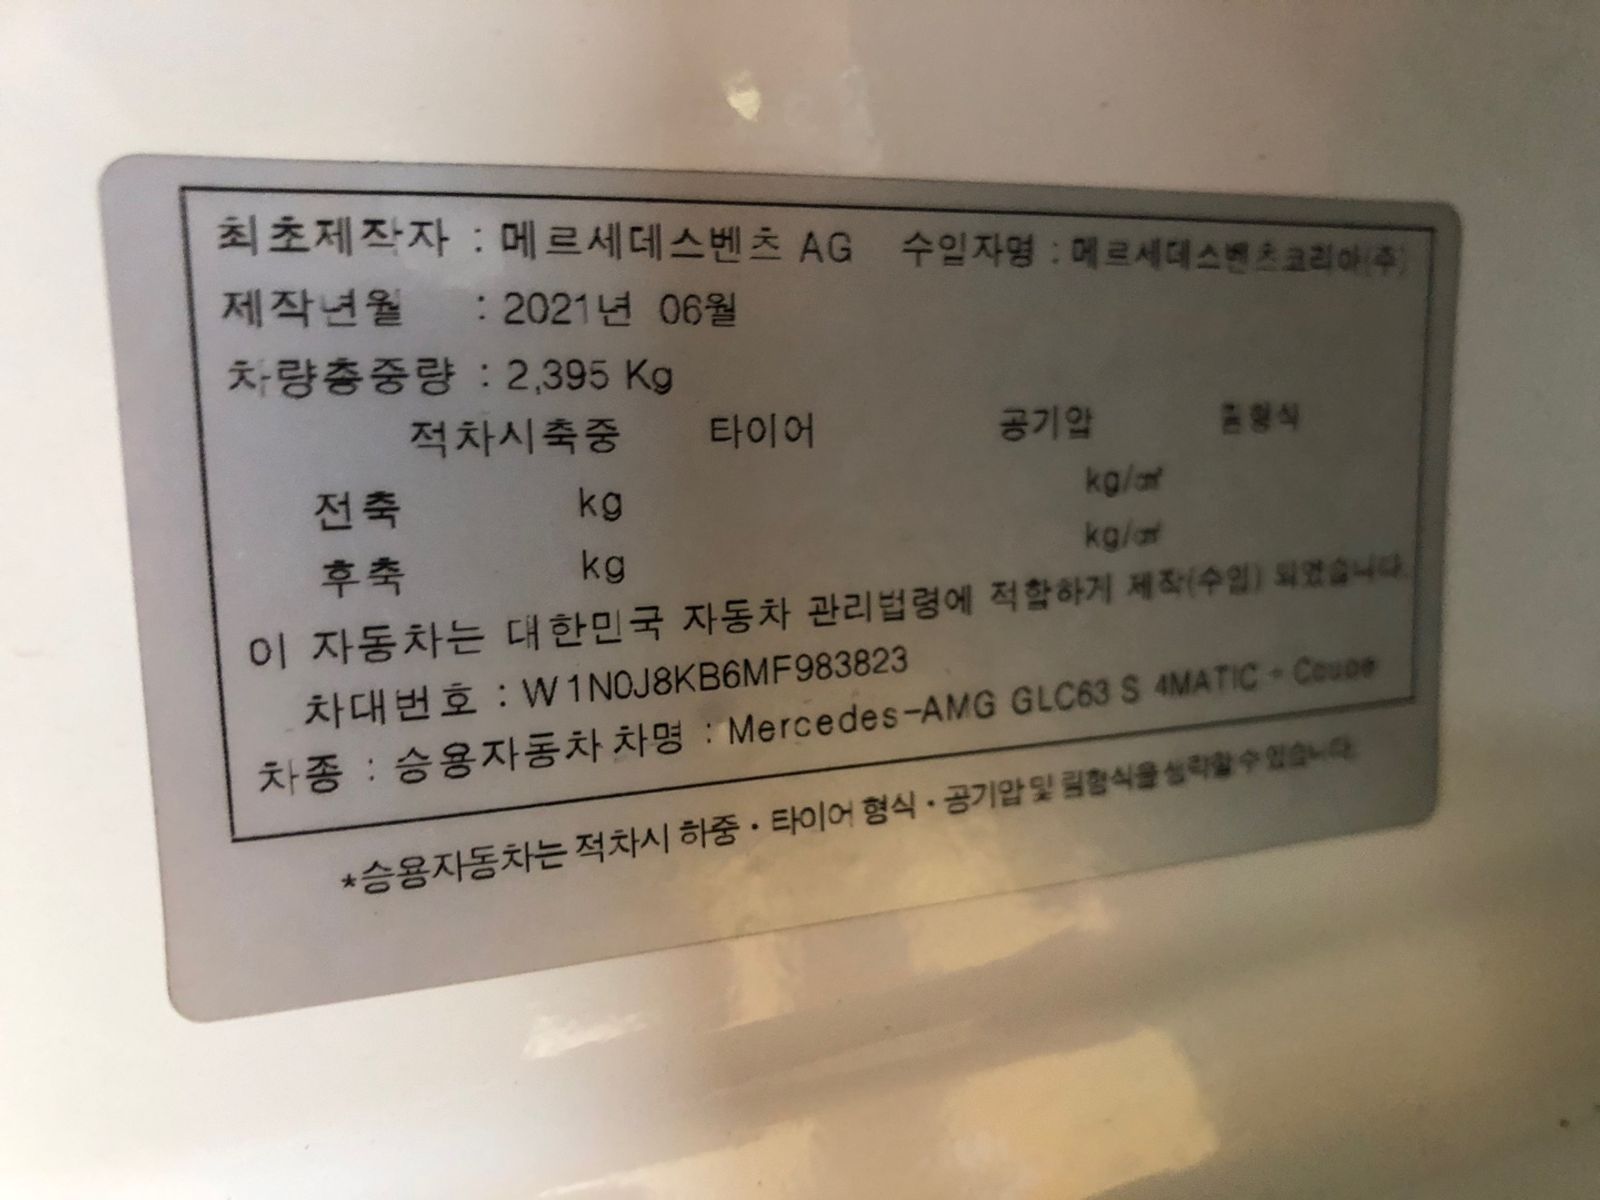 최초제작자 : 메르세데스벤츠 AG 수입자명 : 메르세데스벤츠코리아(주)
제작년월 : 2021년 06월
차량총중량 : 2,395 Kg
적차시축중 타이어 공기압 림형식
전축 kg kg/㎠
후축 kg kg/㎠
이 자동차는 대한민국 자동차 관리법령에 적합하게 제작(수입) 되었습니다.
차대번호 : W1N0J8KB6MF983823
차종 : 승용자동차 차명 : Mercedes-AMG GLC63 S 4MATIC + Coupe
*승용자동차는 적차시 하중·타이어 형식·공기압 및 림형식을 생략할 수 있습니다.